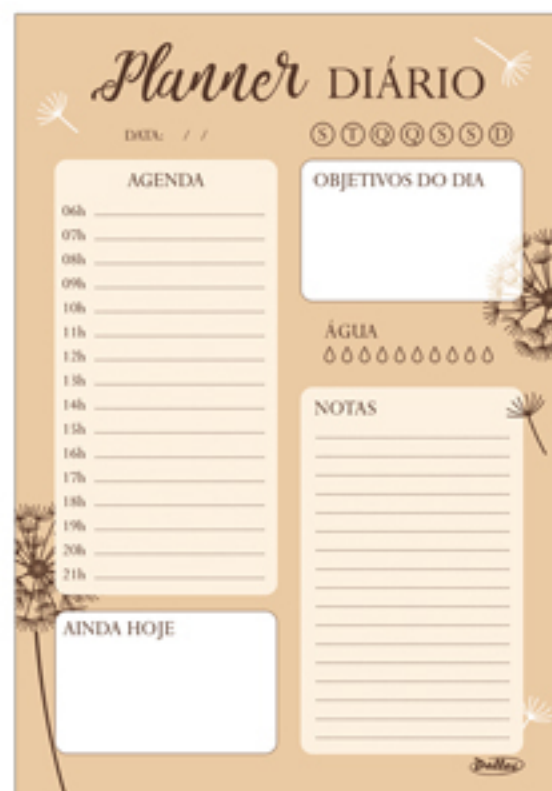 Planner DIÁRIO
DATA: / /
S T Q Q S S D
AGENDA
06h
07h
08h
09h
10h
11h
12h
13h
14h
15h
16h
17h
18h
19h
20h
21h
AINDA HOJE
OBJETIVOS DO DIA
ÁGUA
NOTAS